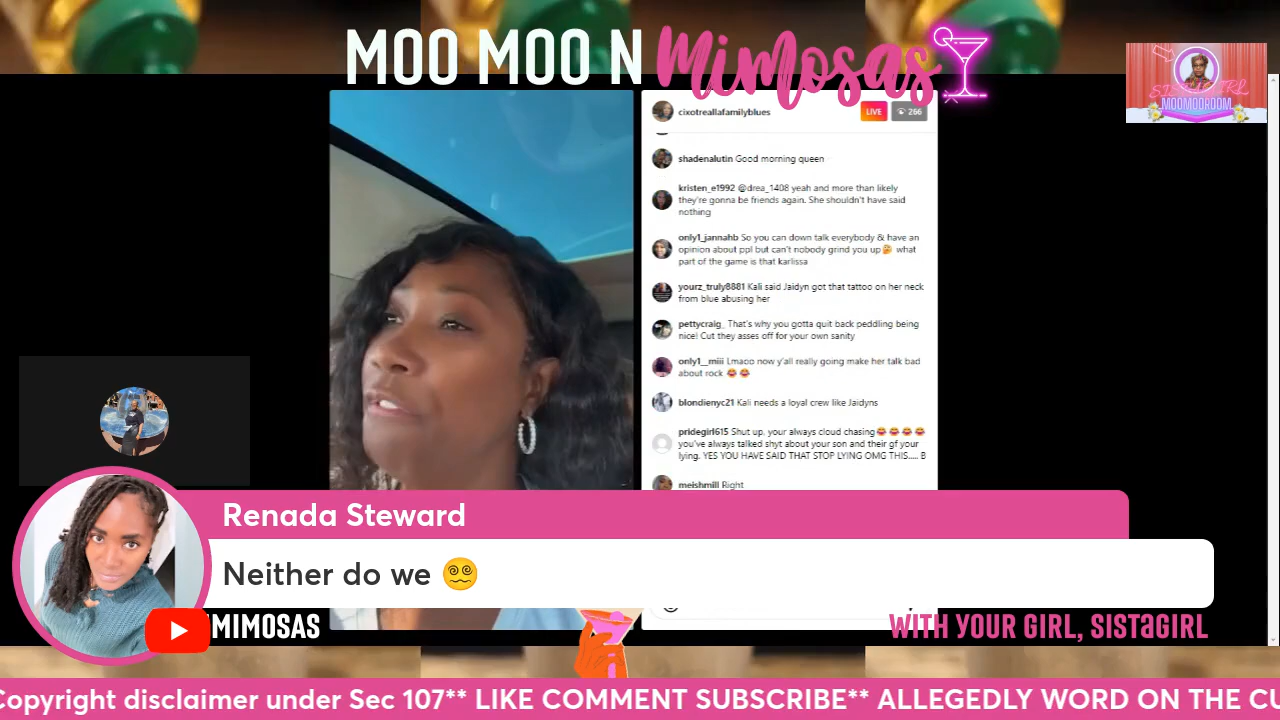 MOO MOO N Mimosas
SISTAGIRL
MOOMOOROOM
cixotreallafamilyblues
LIVE
266
shadenalutin Good morning queen
kristen_e1992 @drea_1408 yeah and more than likely
they're gonna be friends again. She shouldn't have said
nothing
only1_jannahb So you can down talk everybody & have an
opinion about ppl but can't nobody grind you up🤔 what
part of the game is that karlissa
yourz_truly8881 Kali said Jaidyn got that tattoo on her neck
from blue abusing her
pettycraig_ That's why you gotta quit back peddling being
nice! Cut they asses off for your own sanity
only1__miii Lmaoo now y'all really going make her talk bad
about rock 😂😂
blondienyc21 Kali needs a loyal crew like Jaidyns
pridegirl615 Shut up, your always cloud chasing😂😂😂😂
you've always talked shyt about your son and their gf your
lying. YES YOU HAVE SAID THAT STOP LYING OMG THIS..... B
meishmill Right
Renada Steward
Neither do we 😵‍💫
MIMOSAS
WITH YOUR GIRL, SISTAGIRL
Copyright disclaimer under Sec 107** LIKE COMMENT SUBSCRIBE** ALLEGEDLY WORD ON THE CU